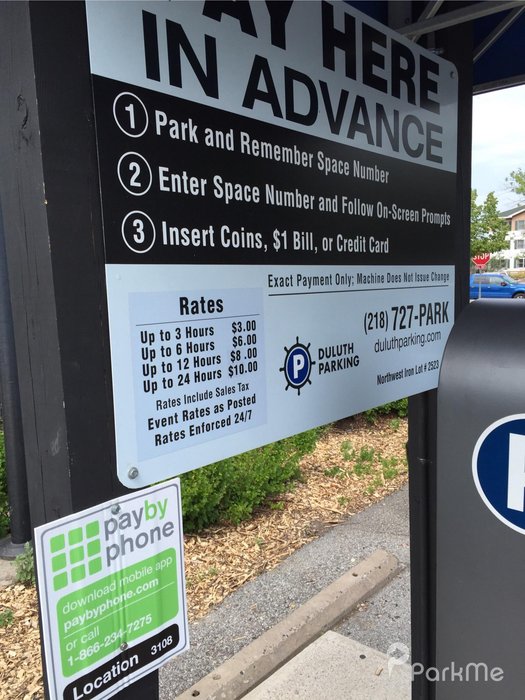 PAY HERE
IN ADVANCE
1 Park and Remember Space Number
2 Enter Space Number and Follow On-Screen Prompts
3 Insert Coins, $1 Bill, or Credit Card
Exact Payment Only; Machine Does Not Issue Change
Rates
Up to 3 Hours $3.00
Up to 6 Hours $6.00
Up to 12 Hours $8.00
Up to 24 Hours $10.00
Rates Include Sales Tax
Event Rates as Posted
Rates Enforced 24/7
P DULUTH
PARKING
(218) 727-PARK
duluthparking.com
Northwest Iron Lot # 2523
STOP
payby
phone
download mobile app
paybyphone.com
or call
1-866-234-7275
Location 3108
P
ParkMe